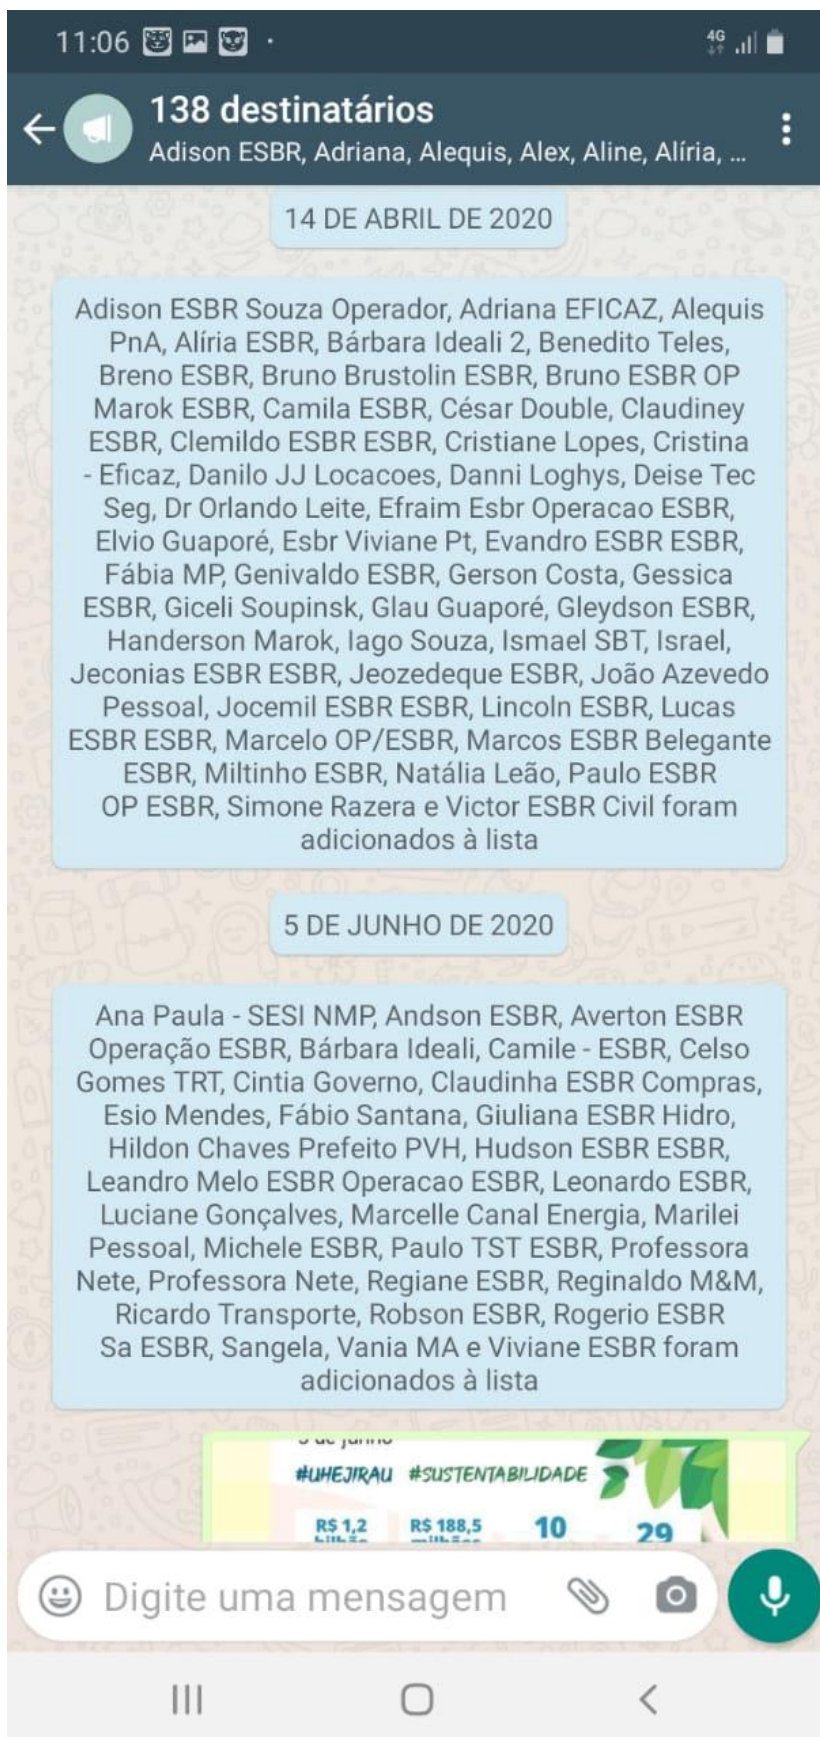 11:06
4G
138 destinatários
Adison ESBR, Adriana, Alequis, Alex, Aline, Alíria, ...
14 DE ABRIL DE 2020
Adison ESBR Souza Operador, Adriana EFICAZ, Alequis
PnA, Alíria ESBR, Bárbara Ideali 2, Benedito Teles,
Breno ESBR, Bruno Brustolin ESBR, Bruno ESBR OP
Marok ESBR, Camila ESBR, César Double, Claudiney
ESBR, Clemildo ESBR ESBR, Cristiane Lopes, Cristina
- Eficaz, Danilo JJ Locacoes, Danni Loghys, Deise Tec
Seg, Dr Orlando Leite, Efraim Esbr Operacao ESBR,
Elvio Guaporé, Esbr Viviane Pt, Evandro ESBR ESBR,
Fábia MP, Genivaldo ESBR, Gerson Costa, Gessica
ESBR, Giceli Soupinsk, Glau Guaporé, Gleydson ESBR,
Handerson Marok, Iago Souza, Ismael SBT, Israel,
Jeconias ESBR ESBR, Jeozedeque ESBR, João Azevedo
Pessoal, Jocemil ESBR ESBR, Lincoln ESBR, Lucas
ESBR ESBR, Marcelo OP/ESBR, Marcos ESBR Belegante
ESBR, Miltinho ESBR, Natália Leão, Paulo ESBR
OP ESBR, Simone Razera e Victor ESBR Civil foram
adicionados à lista
5 DE JUNHO DE 2020
Ana Paula - SESI NMP, Andson ESBR, Averton ESBR
Operação ESBR, Bárbara Ideali, Camile - ESBR, Celso
Gomes TRT, Cintia Governo, Claudinha ESBR Compras,
Esio Mendes, Fábio Santana, Giuliana ESBR Hidro,
Hildon Chaves Prefeito PVH, Hudson ESBR ESBR,
Leandro Melo ESBR Operacao ESBR, Leonardo ESBR,
Luciane Gonçalves, Marcelle Canal Energia, Marilei
Pessoal, Michele ESBR, Paulo TST ESBR, Professora
Nete, Professora Nete, Regiane ESBR, Reginaldo M&M,
Ricardo Transporte, Robson ESBR, Rogerio ESBR
Sa ESBR, Sangela, Vania MA e Viviane ESBR foram
adicionados à lista
5 de junho
#UHEJIRAU #SUSTENTABILIDADE
R$ 1,2 R$ 188,5 10 29
bilhão milhões
Digite uma mensagem